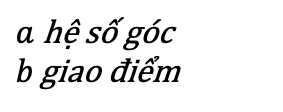 a hệ số góc
b giao điểm